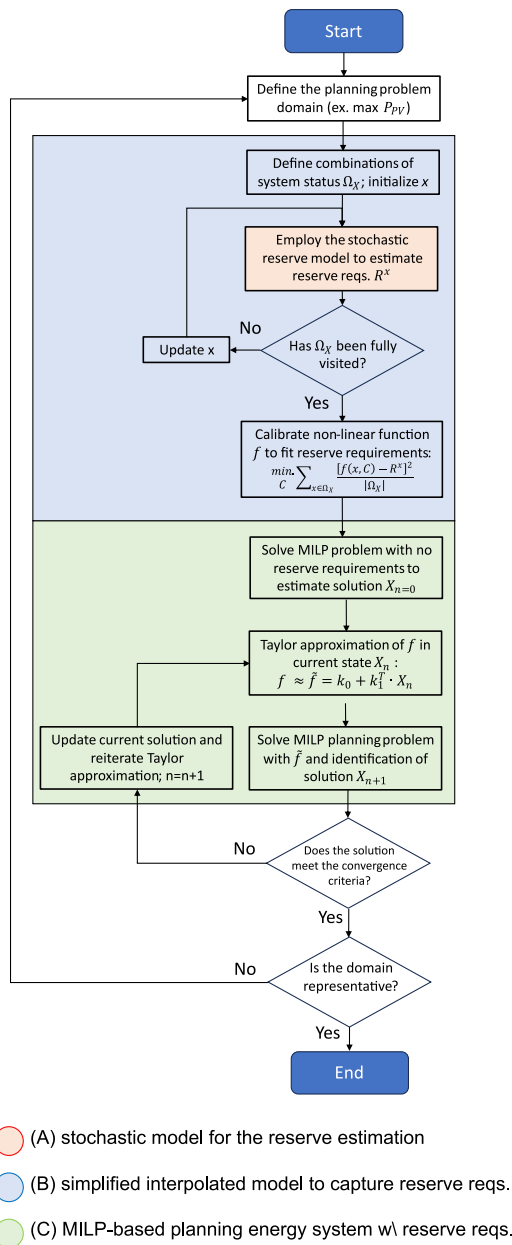 Start
Define the planning problem
domain (ex. max P_PV)
Define combinations of
system status Ω_X; initialize x
Employ the stochastic
reserve model to estimate
reserve reqs. R^x
No
Update x
Has Ω_X been fully
visited?
Yes
Calibrate non-linear function
f to fit reserve requirements:
min. C ∑_{x∈Ω_X} [f(x, C) − R^x]^2 / |Ω_X|
Solve MILP problem with no
reserve requirements to
estimate solution X_{n=0}
Taylor approximation of f in
current state X_n :
f ≈ f̃ = k_0 + k_1^T · X_n
Update current solution and
reiterate Taylor
approximation; n=n+1
Solve MILP planning problem
with f̃ and identification of
solution X_{n+1}
No
Does the solution
meet the convergence
criteria?
Yes
No
Is the domain
representative?
Yes
End
(A) stochastic model for the reserve estimation
(B) simplified interpolated model to capture reserve reqs.
(C) MILP-based planning energy system w\ reserve reqs.